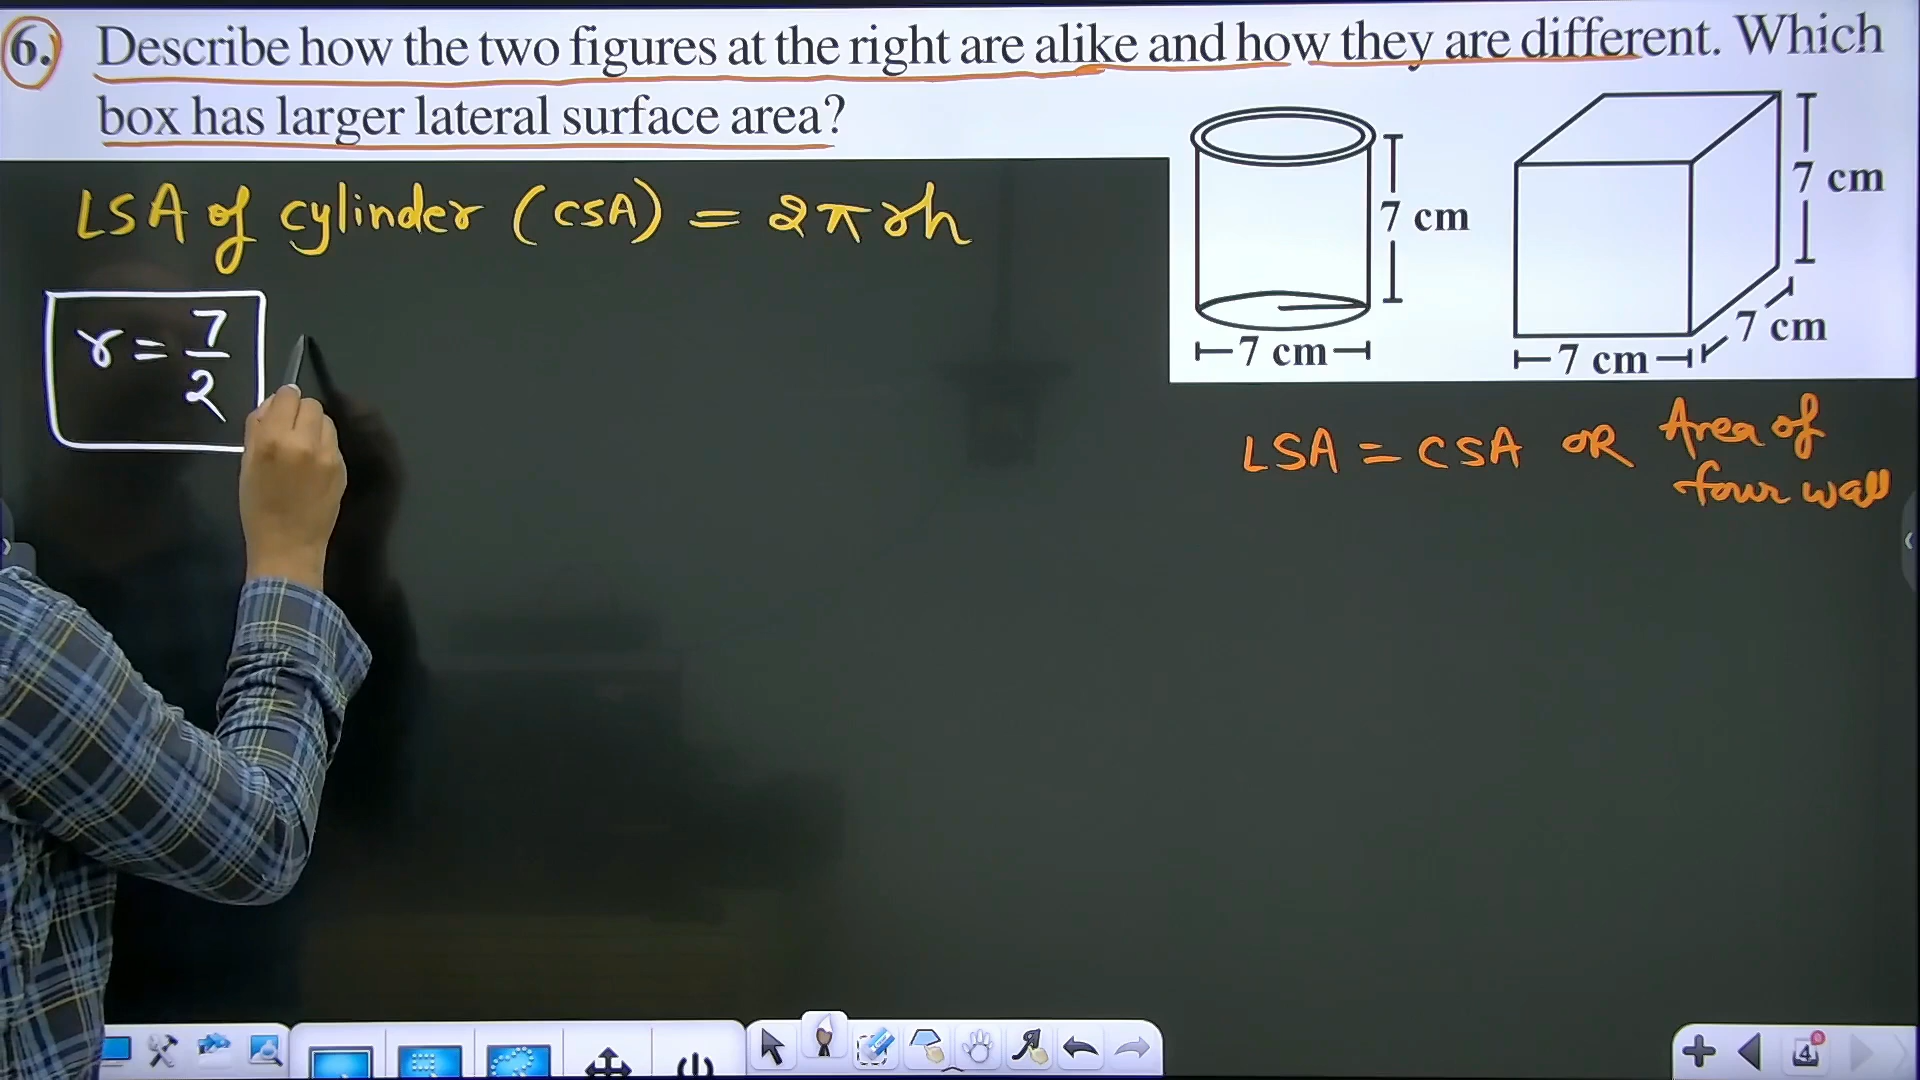 6. Describe how the two figures at the right are alike and how they are different. Which
box has larger lateral surface area?
7 cm
7 cm
7 cm
7 cm
7 cm
LSA of cylinder (CSA) = 2πrh
r = 7/2
LSA = CSA OR Area of
four wall
4